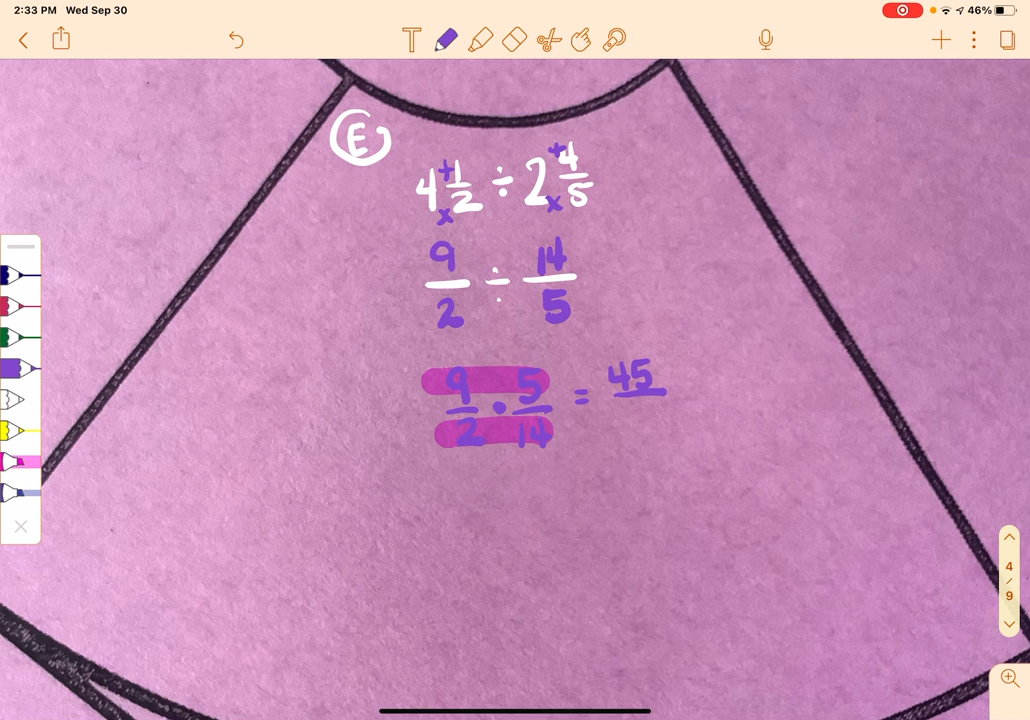 2:33 PM Wed Sep 30
46%
T
E
4 + 1/2 ÷ 2 + 4/5
x x
9/2 ÷ 14/5
9/2 • 5/14 = 45
4 / 9